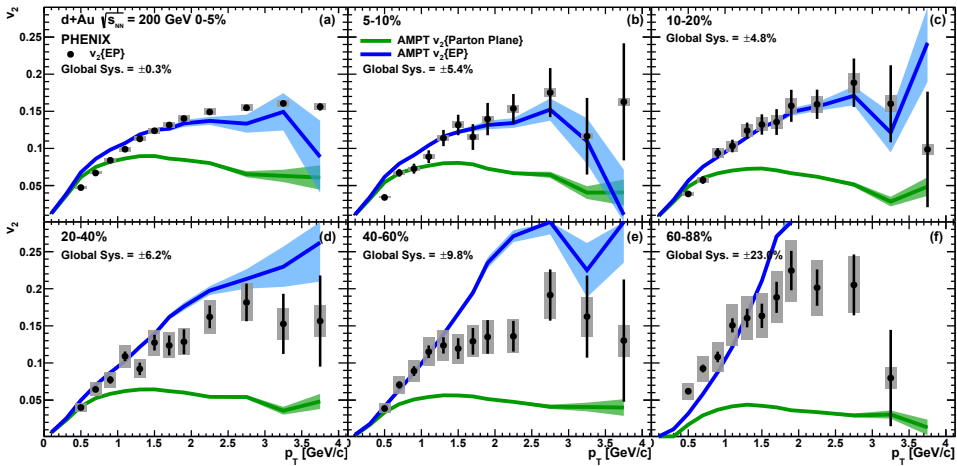 v₂
d+Au √s_NN = 200 GeV 0-5% (a)
PHENIX
v₂{EP}
Global Sys. = ±0.3%
5-10% (b)
AMPT v₂{Parton Plane}
AMPT v₂{EP}
Global Sys. = ±5.4%
10-20% (c)
Global Sys. = ±4.8%
0.25
0.2
0.15
0.1
0.05
v₂
20-40% (d)
Global Sys. = ±6.2%
40-60% (e)
Global Sys. = ±9.8%
60-88% (f)
Global Sys. = ±23.0%
0.25
0.2
0.15
0.1
0.05
0 0.5 1 1.5 2 2.5 3 3.5 4
0.5 1 1.5 2 2.5 3 3.5 4
0.5 1 1.5 2 2.5 3 3.5 4
p_T [GeV/c]
p_T [GeV/c]
p_T [GeV/c]